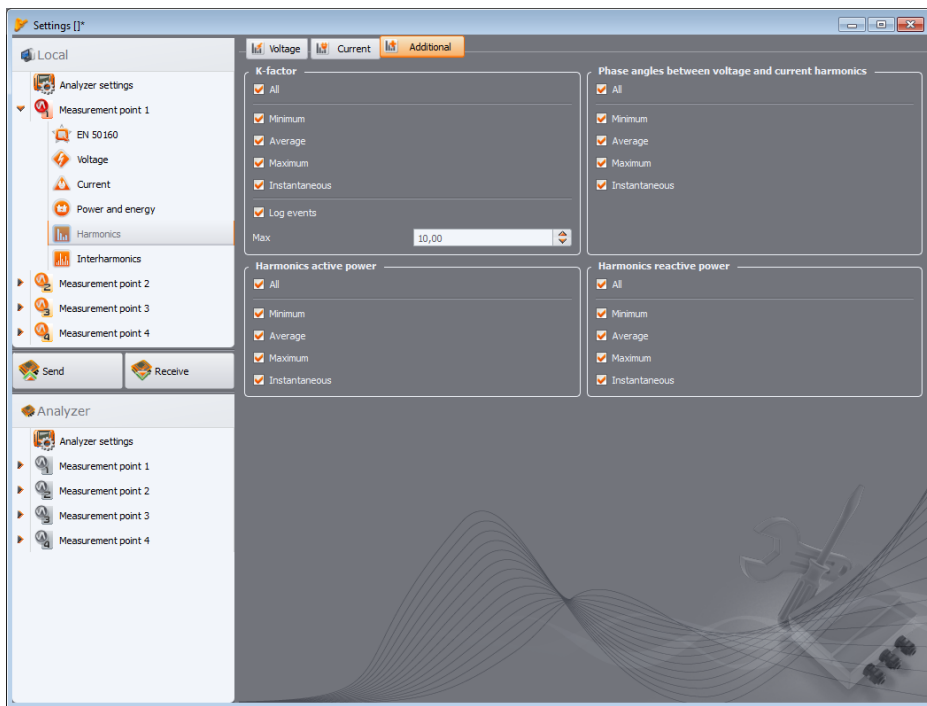 Settings []*
Local
Analyzer settings
Measurement point 1
EN 50160
Voltage
Current
Power and energy
Harmonics
Interharmonics
Measurement point 2
Measurement point 3
Measurement point 4
Send Receive
Analyzer
Analyzer settings
Measurement point 1
Measurement point 2
Measurement point 3
Measurement point 4
Voltage Current Additional
K-factor
All
Minimum
Average
Maximum
Instantaneous
Log events
Max 10,00
Phase angles between voltage and current harmonics
All
Minimum
Average
Maximum
Instantaneous
Harmonics active power
All
Minimum
Average
Maximum
Instantaneous
Harmonics reactive power
All
Minimum
Average
Maximum
Instantaneous